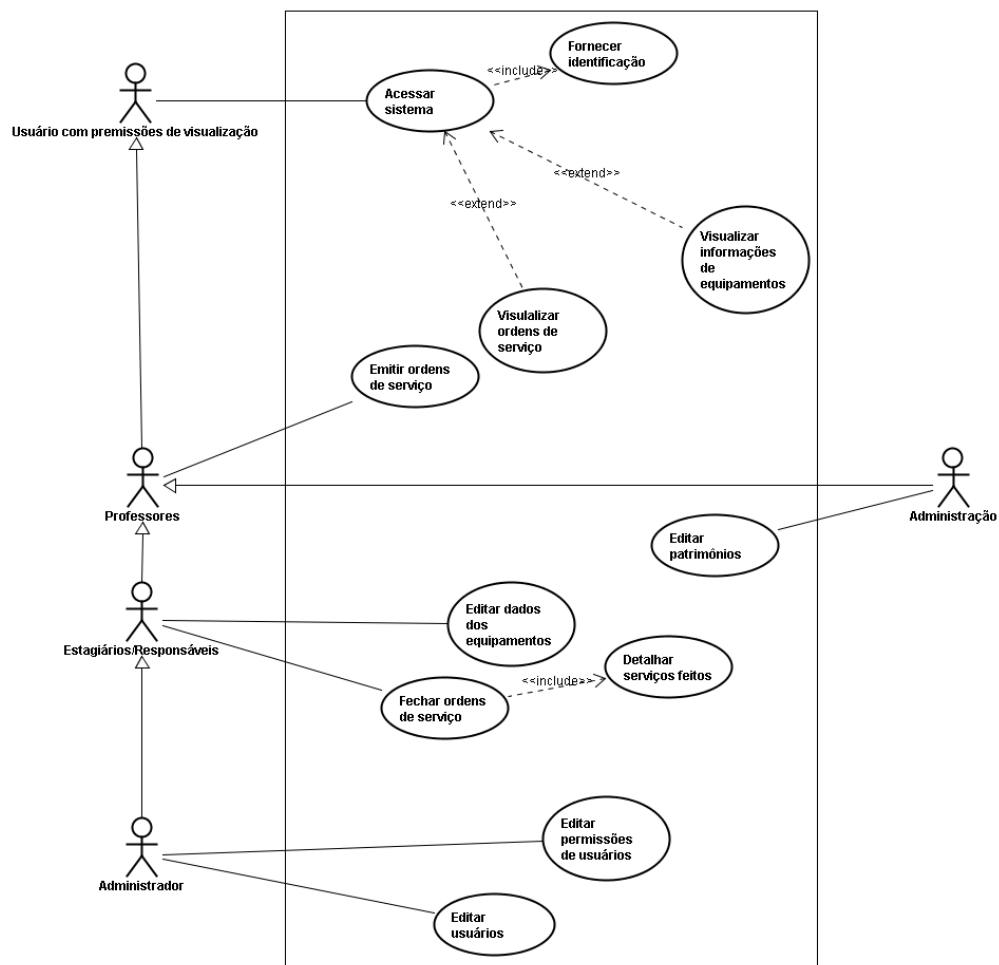 Fornecer
identificação
<<include>>
Acessar
sistema
Usuário com premissões de visualização
<<extend>>
<<extend>>
Visualizar
informações
de
equipamentos
Visulalizar
ordens de
serviço
Emitir ordens
de serviço
Professores
Administração
Editar
patrimônios
Editar dados
dos
equipamentos
Estagiários/Responsáveis
Detalhar
serviços feitos
<<include>>
Fechar ordens
de serviço
Editar
permissões
de usuários
Administrador
Editar
usuários